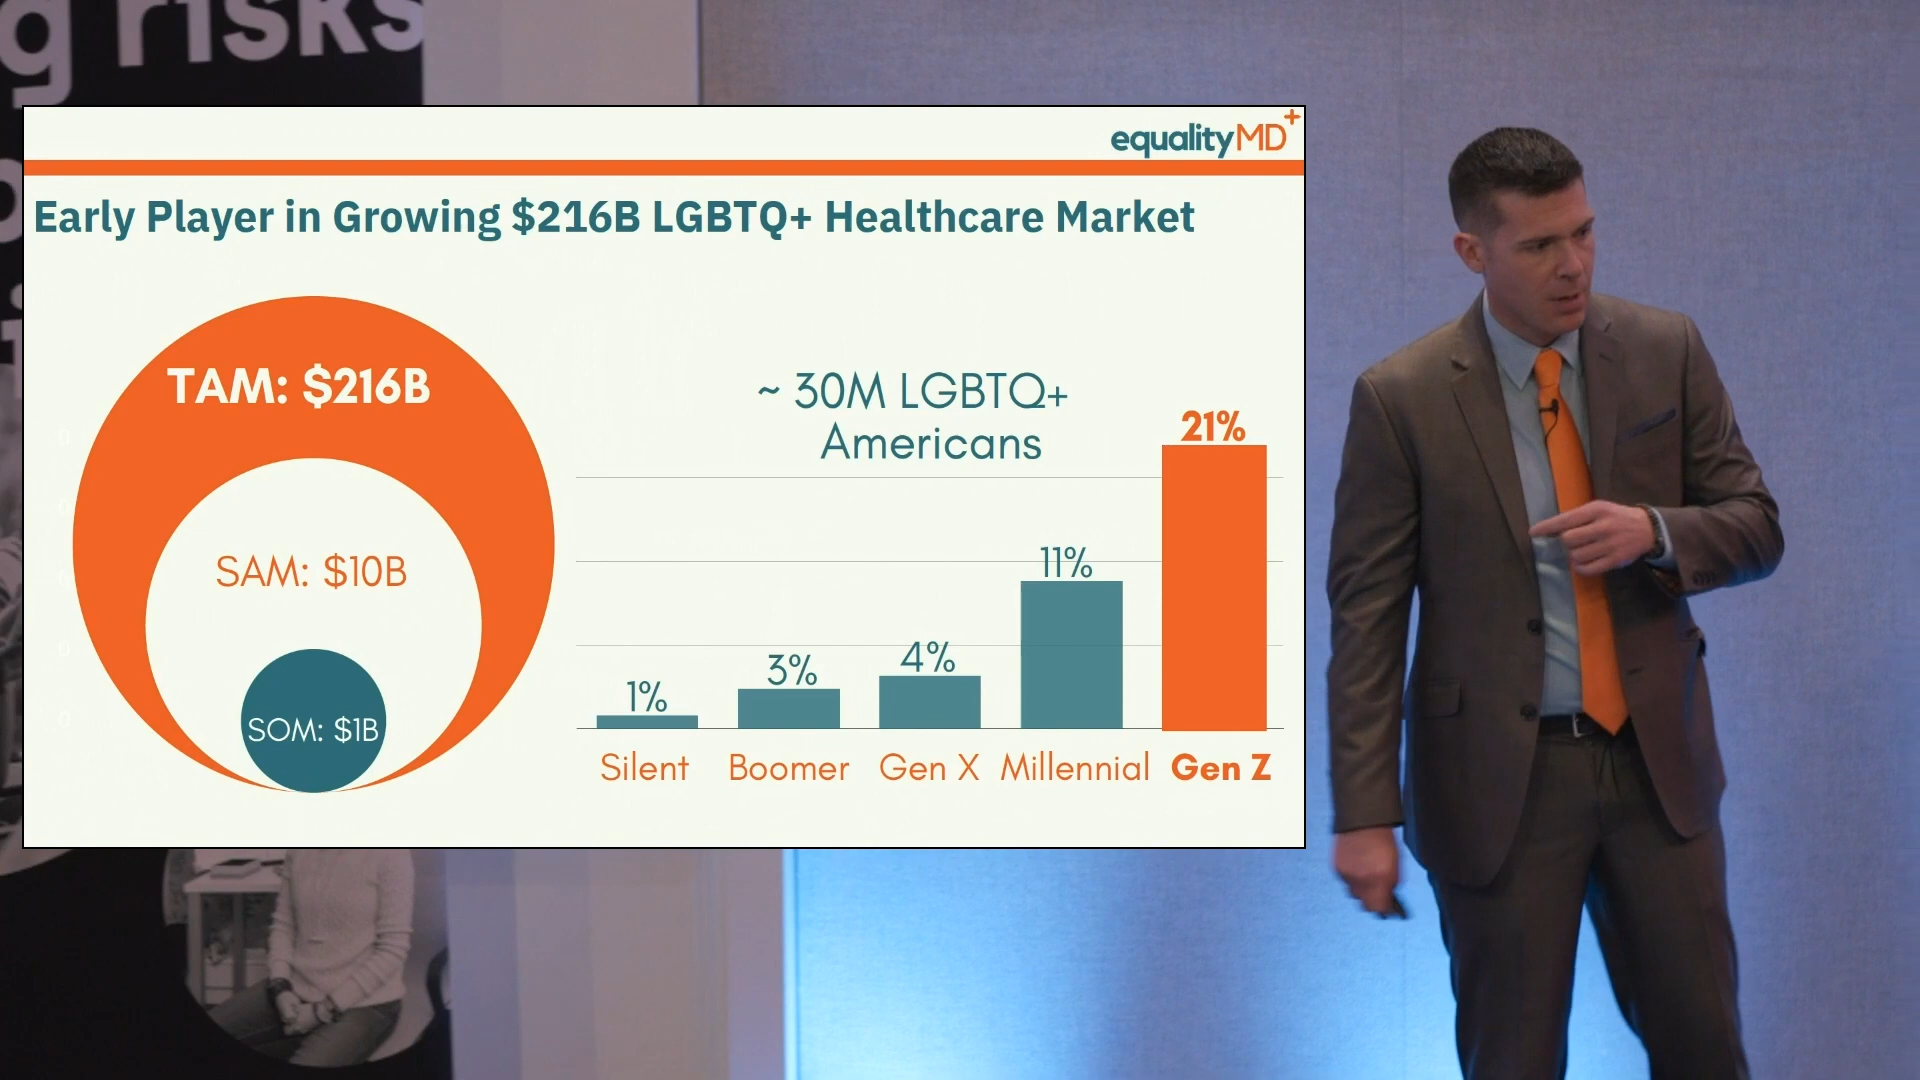 g risks
equalityMD+
Early Player in Growing $216B LGBTQ+ Healthcare Market
TAM: $216B
SAM: $10B
SOM: $1B
~ 30M LGBTQ+
Americans
1%
3%
4%
11%
21%
Silent
Boomer
Gen X
Millennial
Gen Z